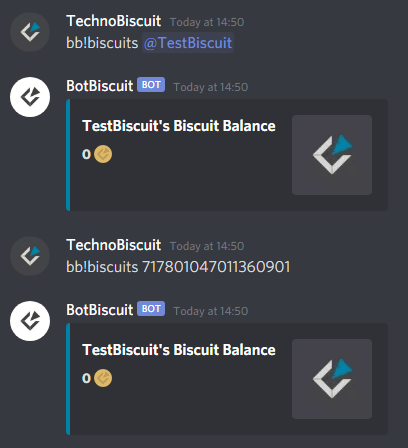 TechnoBiscuit Today at 14:50
bb!biscuits @TestBiscuit
BotBiscuit BOT Today at 14:50
TestBiscuit's Biscuit Balance
0
TechnoBiscuit Today at 14:50
bb!biscuits 717801047011360901
BotBiscuit BOT Today at 14:50
TestBiscuit's Biscuit Balance
0